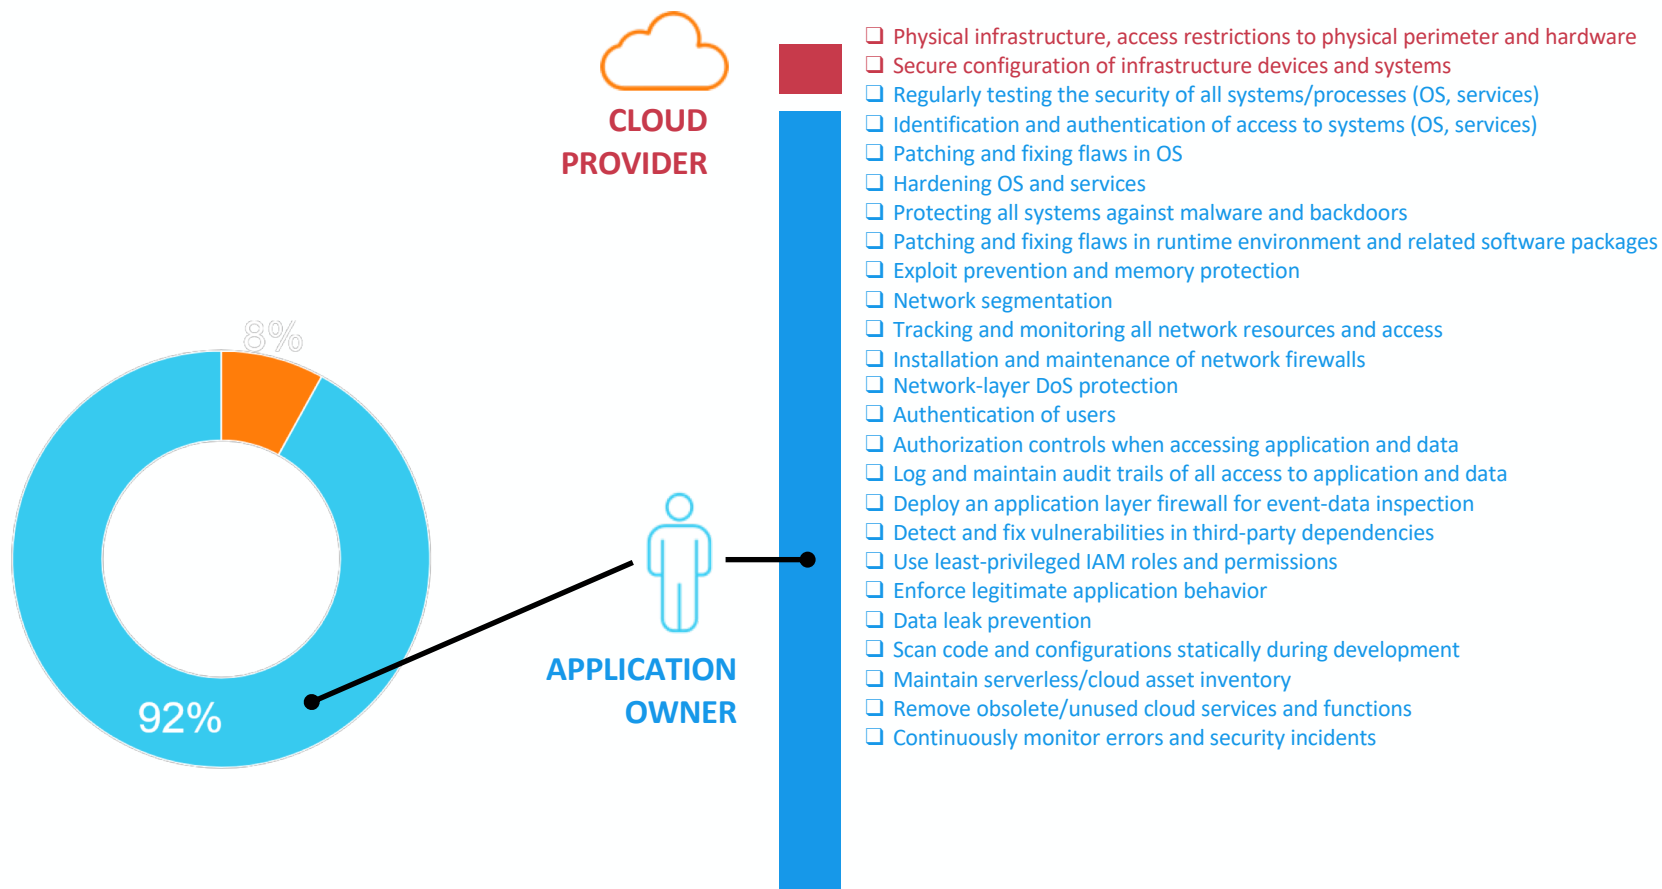 CLOUD
PROVIDER
❑ Physical infrastructure, access restrictions to physical perimeter and hardware
❑ Secure configuration of infrastructure devices and systems
❑ Regularly testing the security of all systems/processes (OS, services)
❑ Identification and authentication of access to systems (OS, services)
❑ Patching and fixing flaws in OS
❑ Hardening OS and services
❑ Protecting all systems against malware and backdoors
❑ Patching and fixing flaws in runtime environment and related software packages
❑ Exploit prevention and memory protection
❑ Network segmentation
❑ Tracking and monitoring all network resources and access
❑ Installation and maintenance of network firewalls
❑ Network-layer DoS protection
❑ Authentication of users
❑ Authorization controls when accessing application and data
❑ Log and maintain audit trails of all access to application and data
❑ Deploy an application layer firewall for event-data inspection
❑ Detect and fix vulnerabilities in third-party dependencies
❑ Use least-privileged IAM roles and permissions
❑ Enforce legitimate application behavior
❑ Data leak prevention
❑ Scan code and configurations statically during development
❑ Maintain serverless/cloud asset inventory
❑ Remove obsolete/unused cloud services and functions
❑ Continuously monitor errors and security incidents
8%
92%
APPLICATION
OWNER